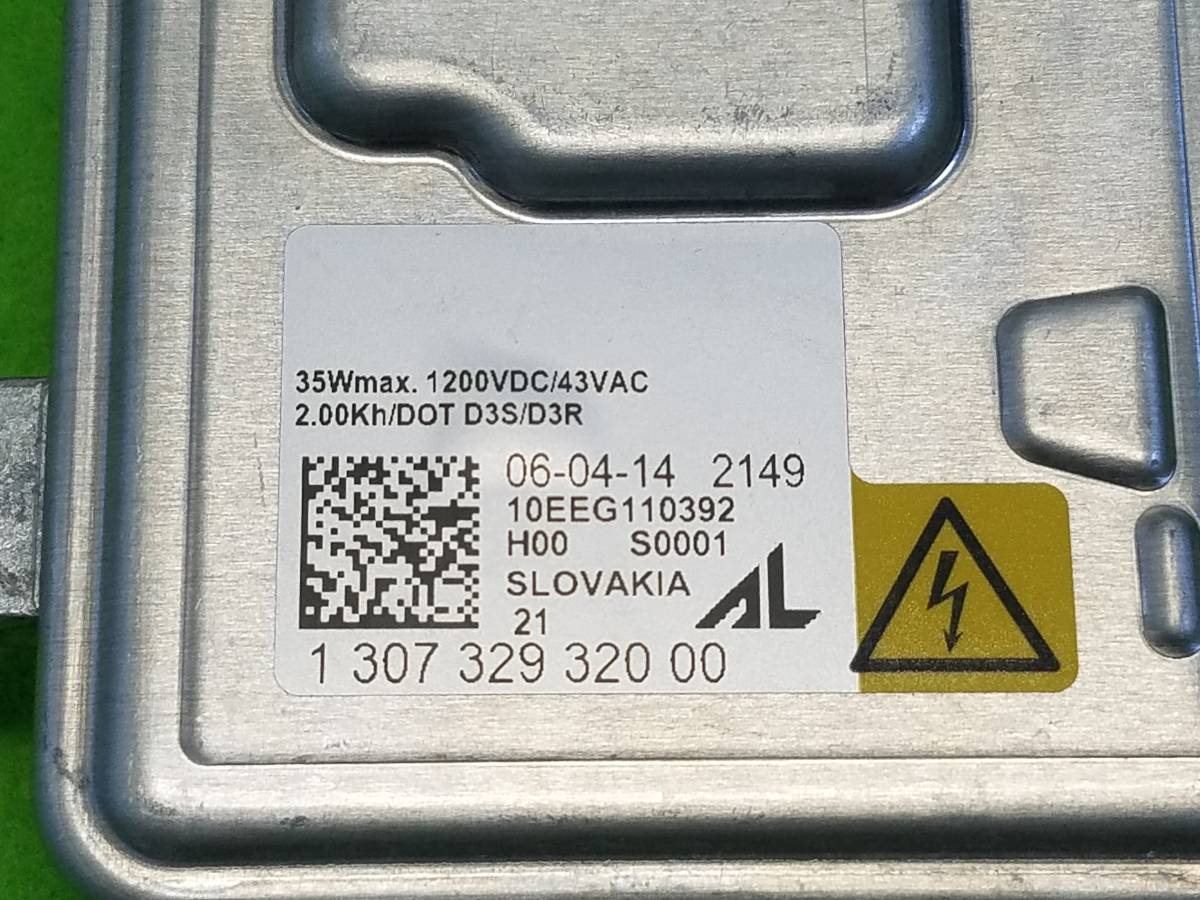 35Wmax. 1200VDC/43VAC
2.00Kh/DOT D3S/D3R
06-04-14 2149
10EEG110392
H00 S0001
SLOVAKIA
AL
21
1 307 329 320 00